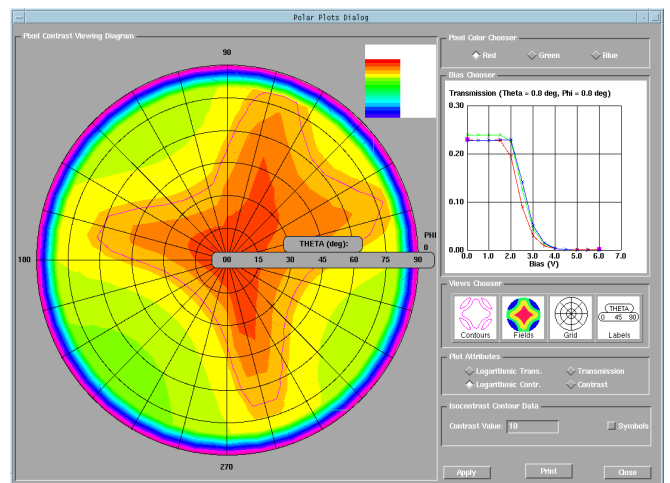 Polar Plots Dialog
Pixel Contrast Viewing Diagram
90
THETA (deg):
PHI
0
180
00 15 30 45 60 75 90
270
Pixel Color Chooser
Red Green Blue
Bias Chooser
Transmission (Theta = 0.0 deg, Phi = 0.0 deg)
0.30
0.20
0.10
0.00
0.0 1.0 2.0 3.0 4.0 5.0 6.0 7.0
Bias (V)
Views Chooser
THETA
0 45 90
Contours Fields Grid Labels
Plot Attributes
Logarithmic Trans. Transmission
Logarithmic Contr. Contrast
Isocontrast Contour Data
Contrast Value: 10 Symbols
Apply Print Close